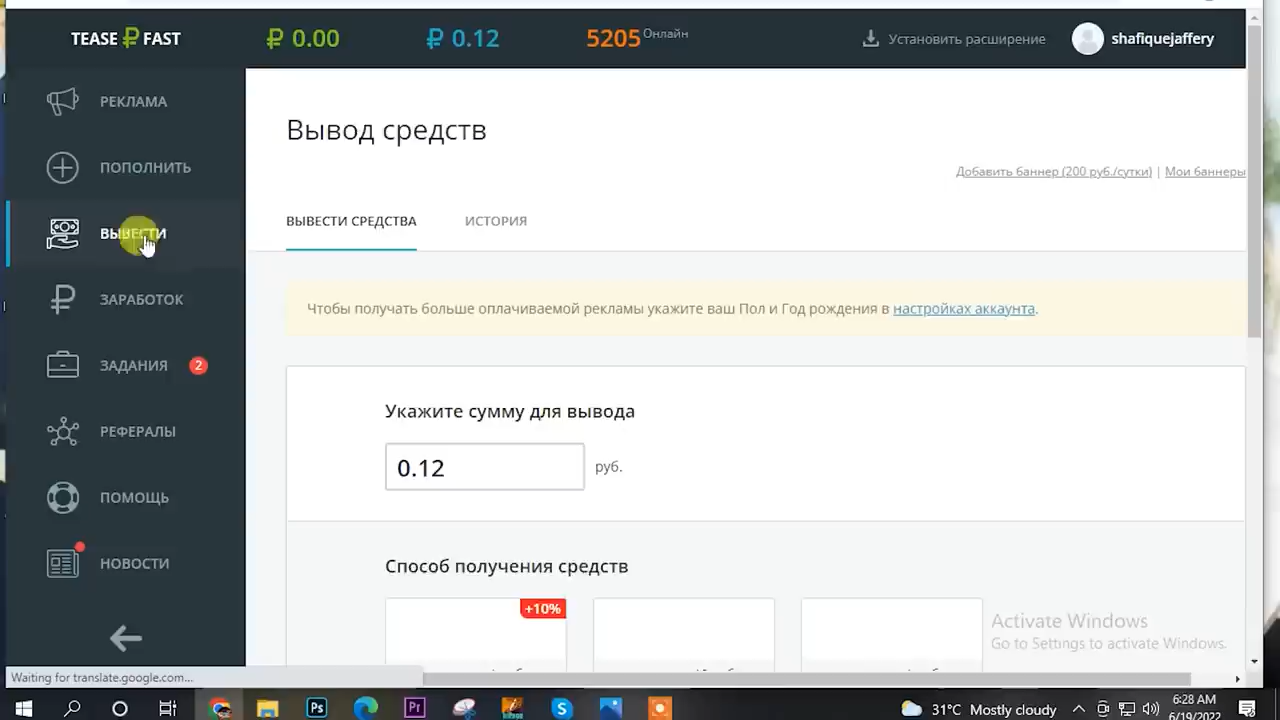 TEASE ₽ FAST
₽ 0.00
₽ 0.12
5205 Онлайн
Установить расширение
shafiquejaffery
РЕКЛАМА
ПОПОЛНИТЬ
ВЫВЕСТИ
ЗАРАБОТОК
ЗАДАНИЯ 2
РЕФЕРАЛЫ
ПОМОЩЬ
НОВОСТИ
Вывод средств
Добавить баннер (200 руб./сутки) | Мои баннеры
ВЫВЕСТИ СРЕДСТВА ИСТОРИЯ
Чтобы получать больше оплачиваемой рекламы укажите ваш Пол и Год рождения в настройках аккаунта.
Укажите сумму для вывода
0.12 руб.
Способ получения средств
+10%
Activate Windows
Go to Settings to activate Windows.
Waiting for translate.google.com...
Ps
Pr
31°C Mostly cloudy
6:28 AM
6/19/2022